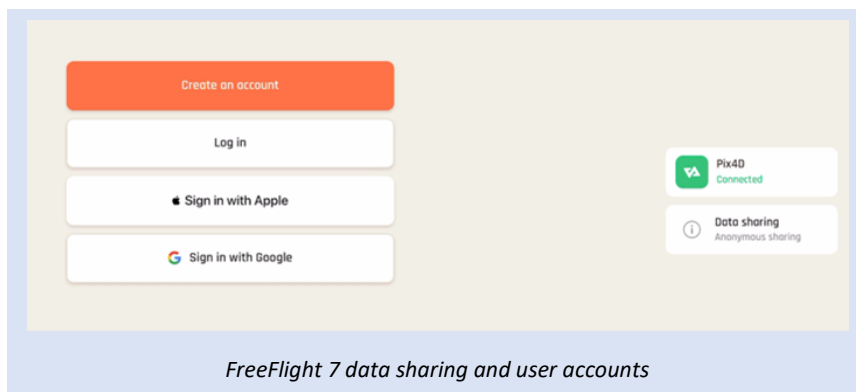 Create an account
Log in
Sign in with Apple
Sign in with Google
Pix4D
Connected
Data sharing
Anonymous sharing
FreeFlight 7 data sharing and user accounts